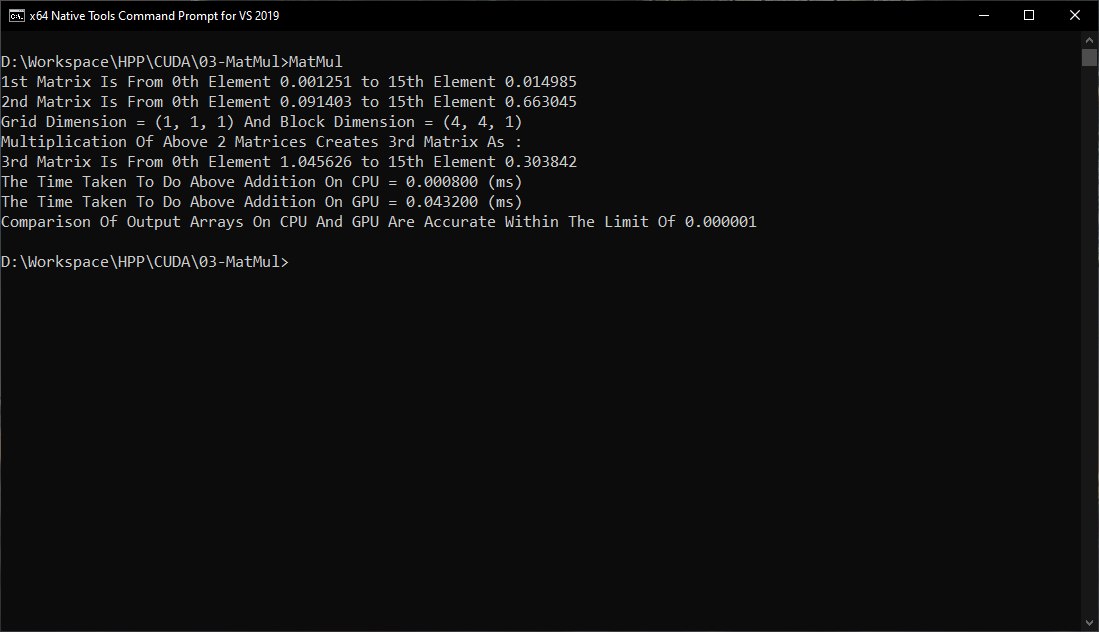 x64 Native Tools Command Prompt for VS 2019
D:\Workspace\HPP\CUDA\03-MatMul>MatMul
1st Matrix Is From 0th Element 0.001251 to 15th Element 0.014985
2nd Matrix Is From 0th Element 0.091403 to 15th Element 0.663045
Grid Dimension = (1, 1, 1) And Block Dimension = (4, 4, 1)
Multiplication Of Above 2 Matrices Creates 3rd Matrix As :
3rd Matrix Is From 0th Element 1.045626 to 15th Element 0.303842
The Time Taken To Do Above Addition On CPU = 0.000800 (ms)
The Time Taken To Do Above Addition On GPU = 0.043200 (ms)
Comparison Of Output Arrays On CPU And GPU Are Accurate Within The Limit Of 0.000001
D:\Workspace\HPP\CUDA\03-MatMul>